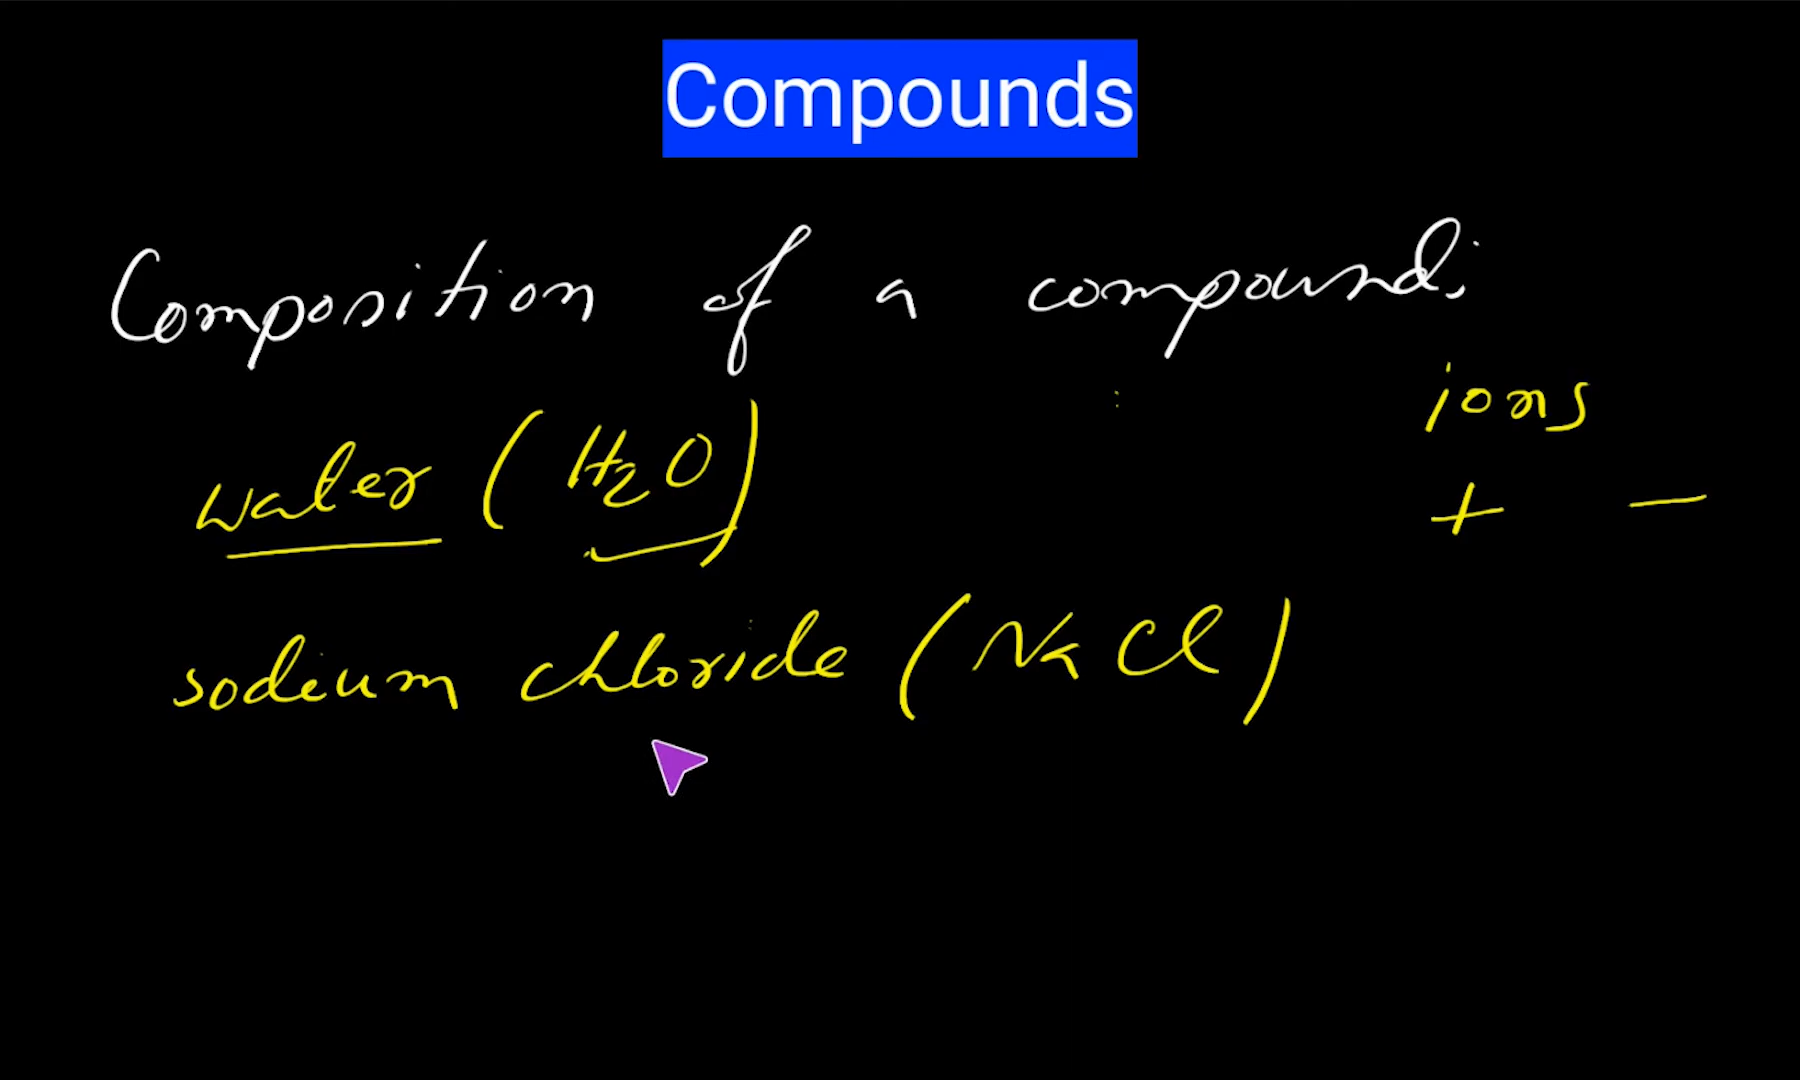 Compounds
Composition of a compound:
ions
water (H2O)
+ -
sodium chloride (NaCl)